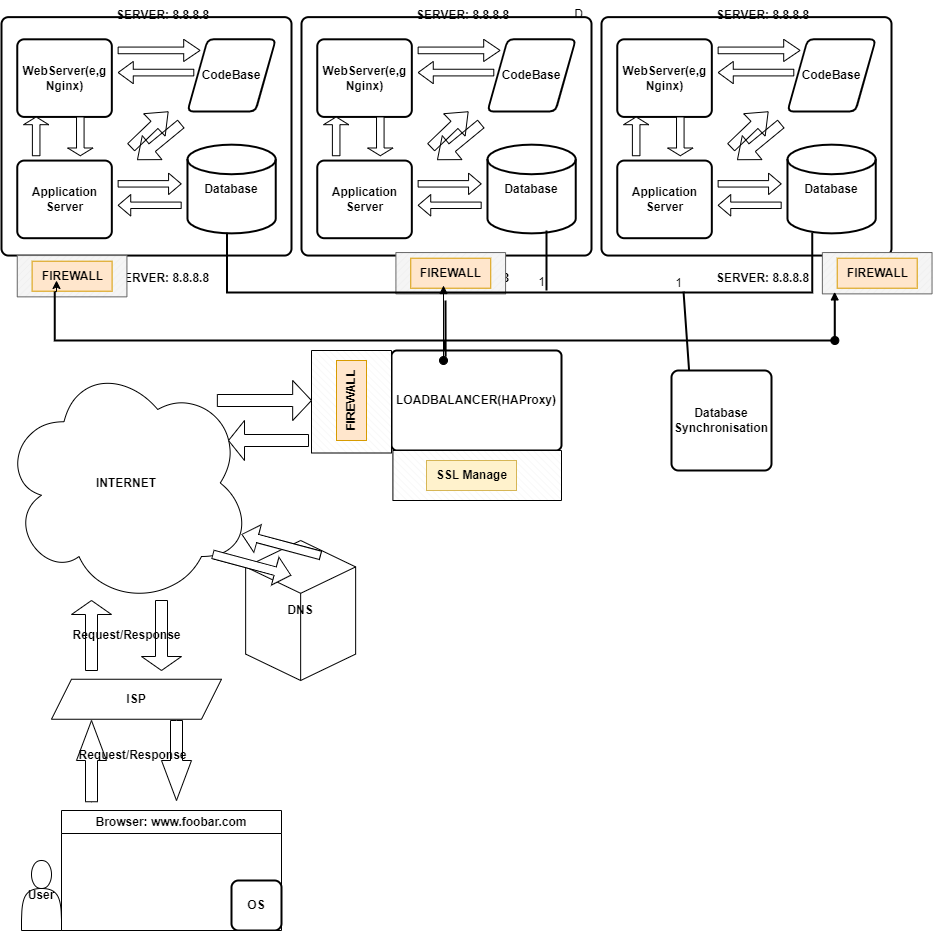 SERVER: 8.8.8.8
SERVER: 8.8.8.8
D
SERVER: 8.8.8.8
WebServer(e,g
Nginx)
CodeBase
WebServer(e,g
Nginx)
CodeBase
WebServer(e,g
Nginx)
CodeBase
Application
Server
Database
Application
Server
Database
Application
Server
Database
FIREWALL
SERVER: 8.8.8.8
FIREWALL
1
1
SERVER: 8.8.8.8
FIREWALL
FIREWALL
LOADBALANCER(HAProxy)
Database
Synchronisation
SSL Manage
INTERNET
DNS
Request/Response
ISP
Request/Response
Browser: www.foobar.com
User
OS